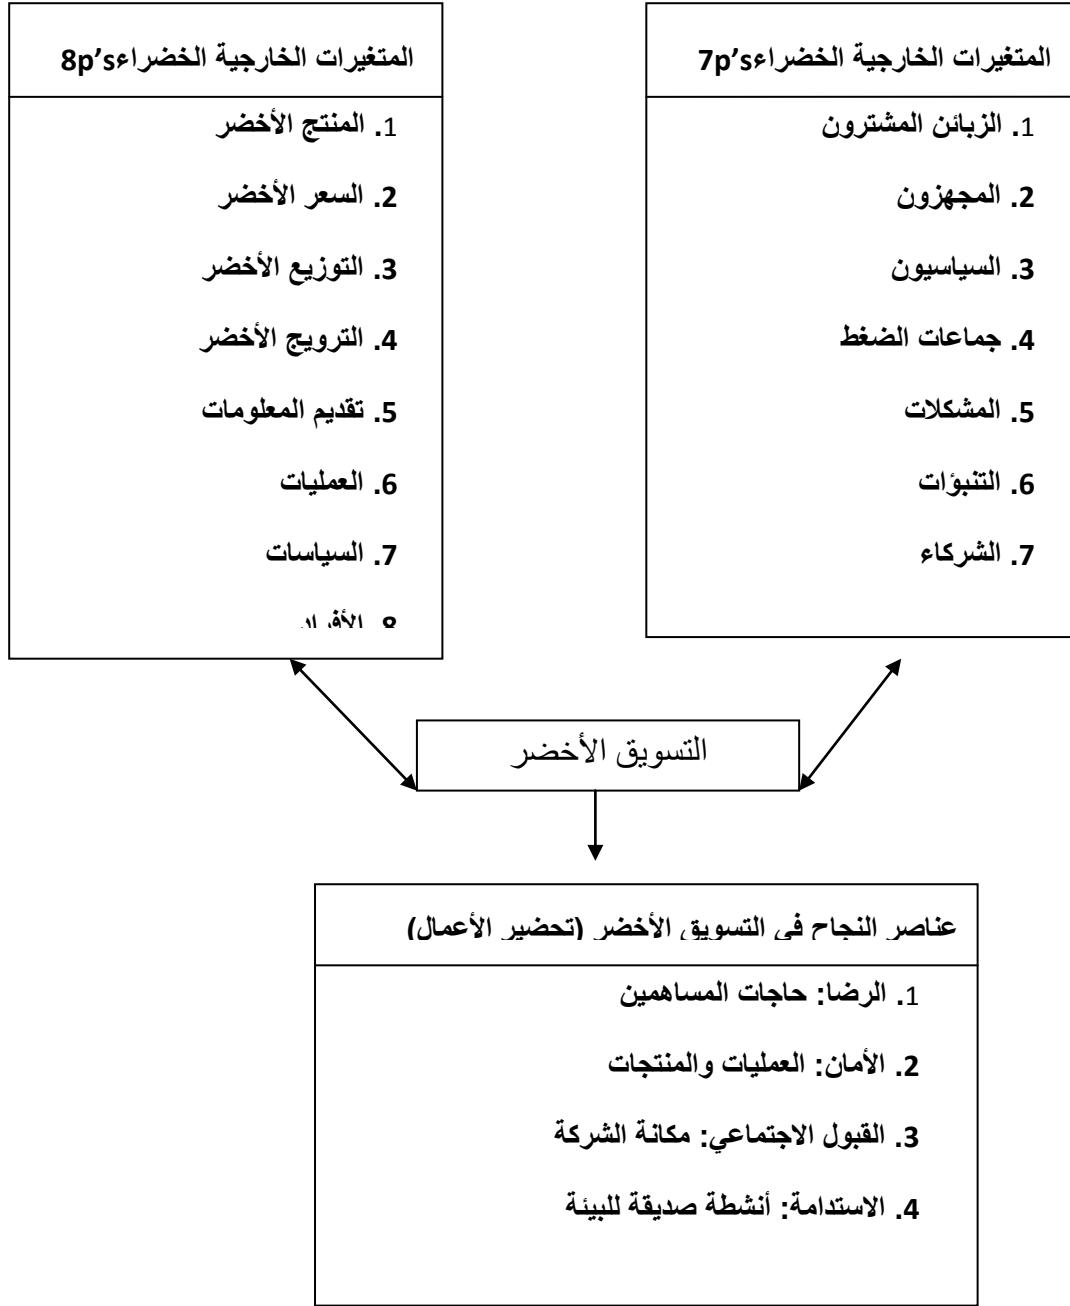 المتغيرات الخارجية الخضراء7p's
1. الزبائن المشترون
2. المجهزون
3. السياسيون
4. جماعات الضغط
5. المشكلات
6. التنبؤات
7. الشركاء
المتغيرات الخارجية الخضراء8p's
1. المنتج الأخضر
2. السعر الأخضر
3. التوزيع الأخضر
4. الترويج الأخضر
5. تقديم المعلومات
6. العمليات
7. السياسات
8. الأفراد
التسويق الأخضر
عناصر النجاح في التسويق الأخضر (تحضير الأعمال)
1. الرضا: حاجات المساهمين
2. الأمان: العمليات والمنتجات
3. القبول الاجتماعي: مكانة الشركة
4. الاستدامة: أنشطة صديقة للبيئة